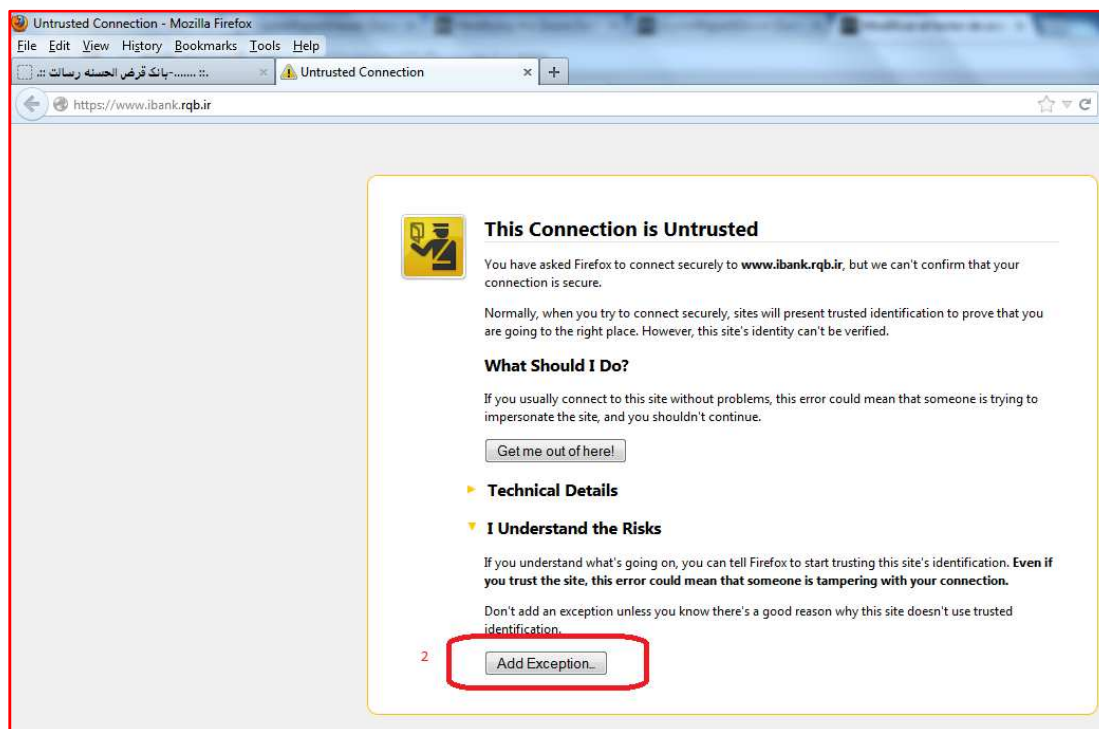 Untrusted Connection - Mozilla Firefox
File Edit View History Bookmarks Tools Help
.:: .......-بانک قرض الحسنه رسالت ::.
Untrusted Connection
https://www.ibank.rqb.ir
This Connection is Untrusted
You have asked Firefox to connect securely to www.ibank.rqb.ir, but we can't confirm that your
connection is secure.
Normally, when you try to connect securely, sites will present trusted identification to prove that you
are going to the right place. However, this site's identity can't be verified.
What Should I Do?
If you usually connect to this site without problems, this error could mean that someone is trying to
impersonate the site, and you shouldn't continue.
Get me out of here!
Technical Details
I Understand the Risks
If you understand what's going on, you can tell Firefox to start trusting this site's identification. Even if
you trust the site, this error could mean that someone is tampering with your connection.
Don't add an exception unless you know there's a good reason why this site doesn't use trusted
identification.
2
Add Exception...